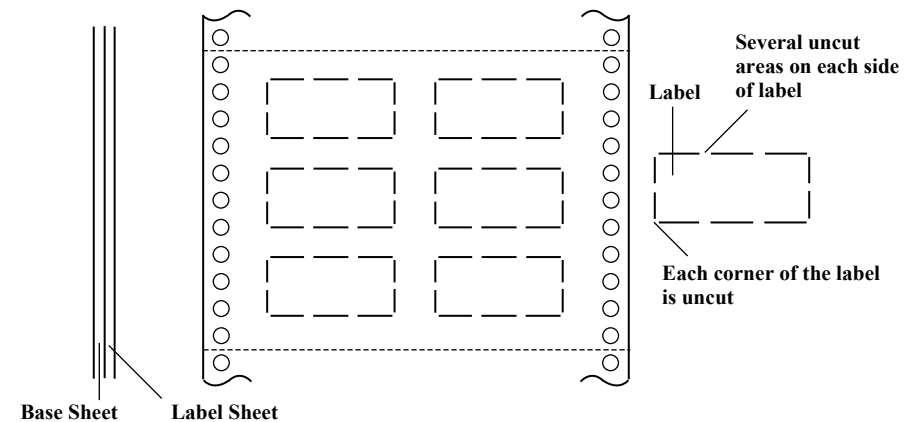 Several uncut
areas on each side
of label
Label
Each corner of the label
is uncut
Base Sheet
Label Sheet